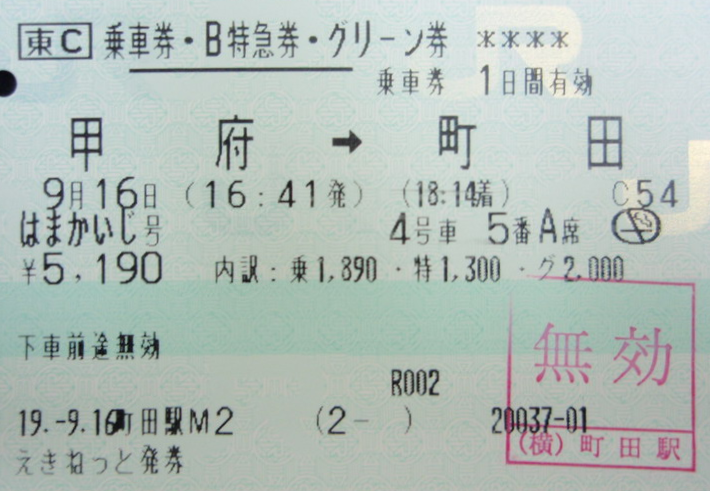 東C 乗車券・B特急券・グリーン券 ****
乗車券 1日間有効
甲府 → 町田
9月16日 (16:41発) (18:14着) C54
はまかいじ号 4号車 5番A席
¥5,190 内訳:乗1,890・特1,300・グ2,000
下車前途無効
無効
R002
19.-9.16町田駅M2 (2- ) 20037-01
(横)町田駅
えきねっと発券